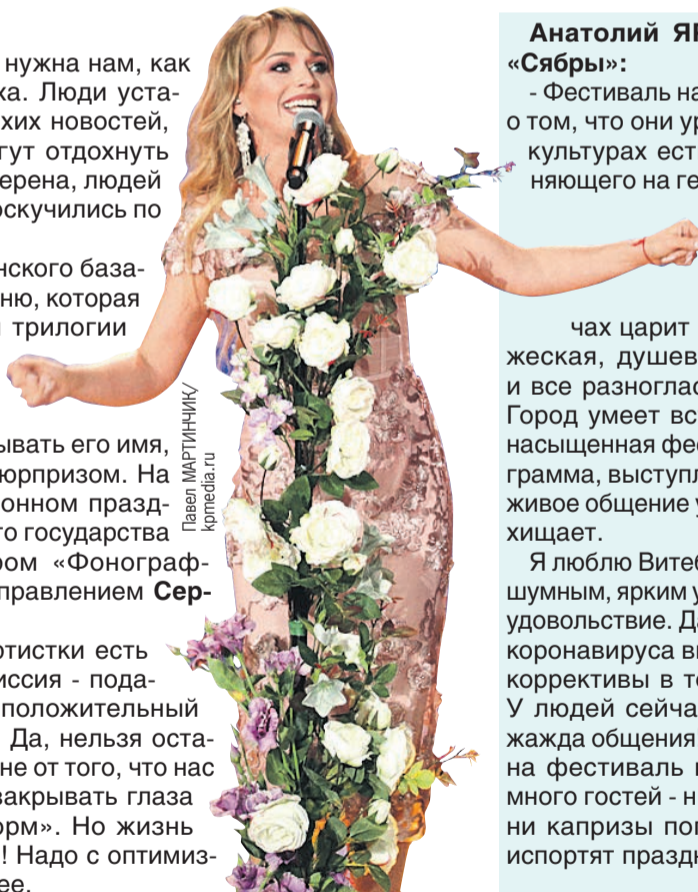 нужна нам, как
ха. Люди уста-
хих новостей,
гут отдохнуть
ерена, людей
оскучились по
нского база-
ню, которая
трилогии
ывать его имя,
юрпризом. На
онном празд-
го государства
ром «Фонограф-
правлением Сер-
ртистки есть
иссия - пода-
положительный
Да, нельзя оста-
не от того, что нас
закрывать глаза
орм». Но жизнь
! Надо с оптимиз-
ее.
Павел МАРТИНЧИК/
kpmedia.ru
Анатолий ЯР
«Сябры»:
- Фестиваль на
о том, что они ур
культурах ест
няющего на ге
чах царит
жеская, душев
и все разноглас
Город умеет вс
насыщенная фес
грамма, выступл
живое общение у
хищает.
Я люблю Витеб
шумным, ярким у
удовольствие. Да
коронавируса вн
коррективы в то
У людей сейча
жажда общения
на фестиваль
много гостей - н
ни капризы пог
испортят праздн